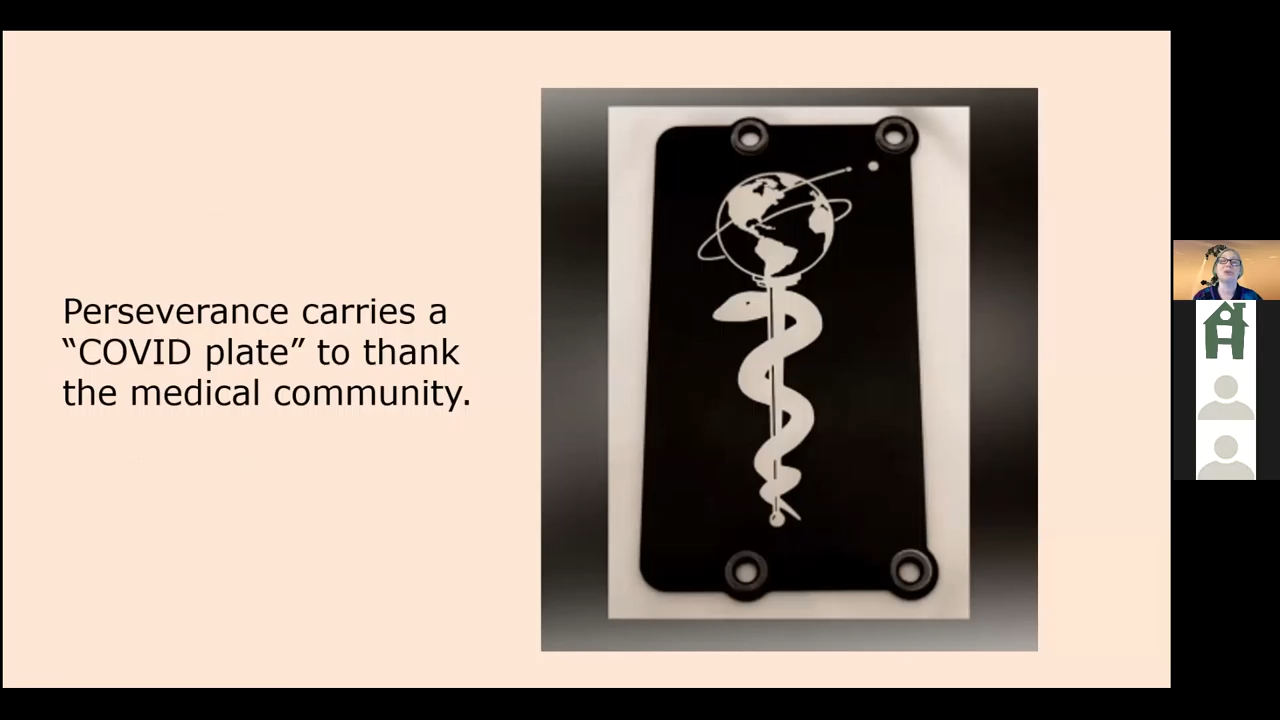 Perseverance carries a
“COVID plate” to thank
the medical community.